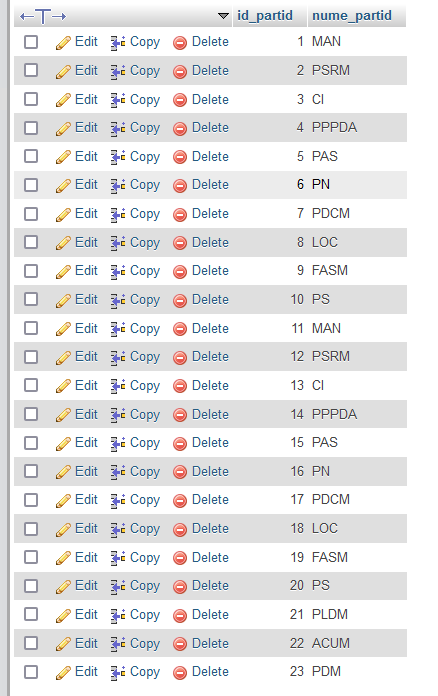 id_partid nume_partid
Edit Copy Delete 1 MAN
Edit Copy Delete 2 PSRM
Edit Copy Delete 3 CI
Edit Copy Delete 4 PPPDA
Edit Copy Delete 5 PAS
Edit Copy Delete 6 PN
Edit Copy Delete 7 PDCM
Edit Copy Delete 8 LOC
Edit Copy Delete 9 FASM
Edit Copy Delete 10 PS
Edit Copy Delete 11 MAN
Edit Copy Delete 12 PSRM
Edit Copy Delete 13 CI
Edit Copy Delete 14 PPPDA
Edit Copy Delete 15 PAS
Edit Copy Delete 16 PN
Edit Copy Delete 17 PDCM
Edit Copy Delete 18 LOC
Edit Copy Delete 19 FASM
Edit Copy Delete 20 PS
Edit Copy Delete 21 PLDM
Edit Copy Delete 22 ACUM
Edit Copy Delete 23 PDM